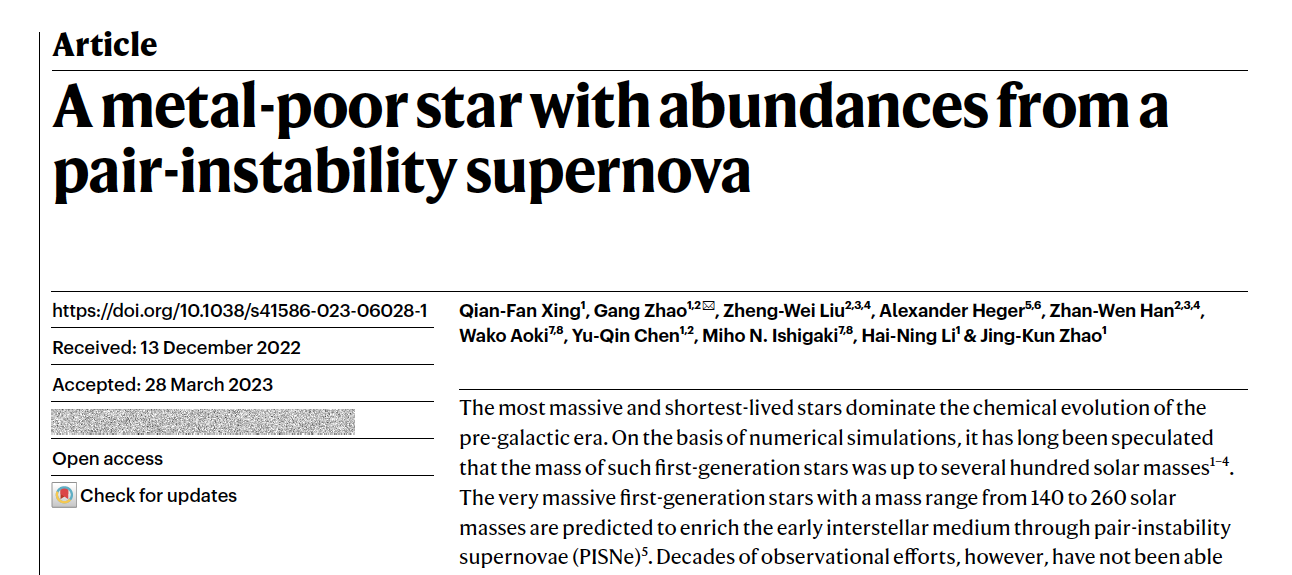 Article
A metal-poor star with abundances from a
pair-instability supernova
https://doi.org/10.1038/s41586-023-06028-1
Received: 13 December 2022
Accepted: 28 March 2023
Open access
Check for updates
Qian-Fan Xing1, Gang Zhao1,2✉, Zheng-Wei Liu2,3,4, Alexander Heger5,6, Zhan-Wen Han2,3,4,
Wako Aoki7,8, Yu-Qin Chen1,2, Miho N. Ishigaki7,8, Hai-Ning Li1 & Jing-Kun Zhao1
The most massive and shortest-lived stars dominate the chemical evolution of the
pre-galactic era. On the basis of numerical simulations, it has long been speculated
that the mass of such first-generation stars was up to several hundred solar masses1–4.
The very massive first-generation stars with a mass range from 140 to 260 solar
masses are predicted to enrich the early interstellar medium through pair-instability
supernovae (PISNe)5. Decades of observational efforts, however, have not been able